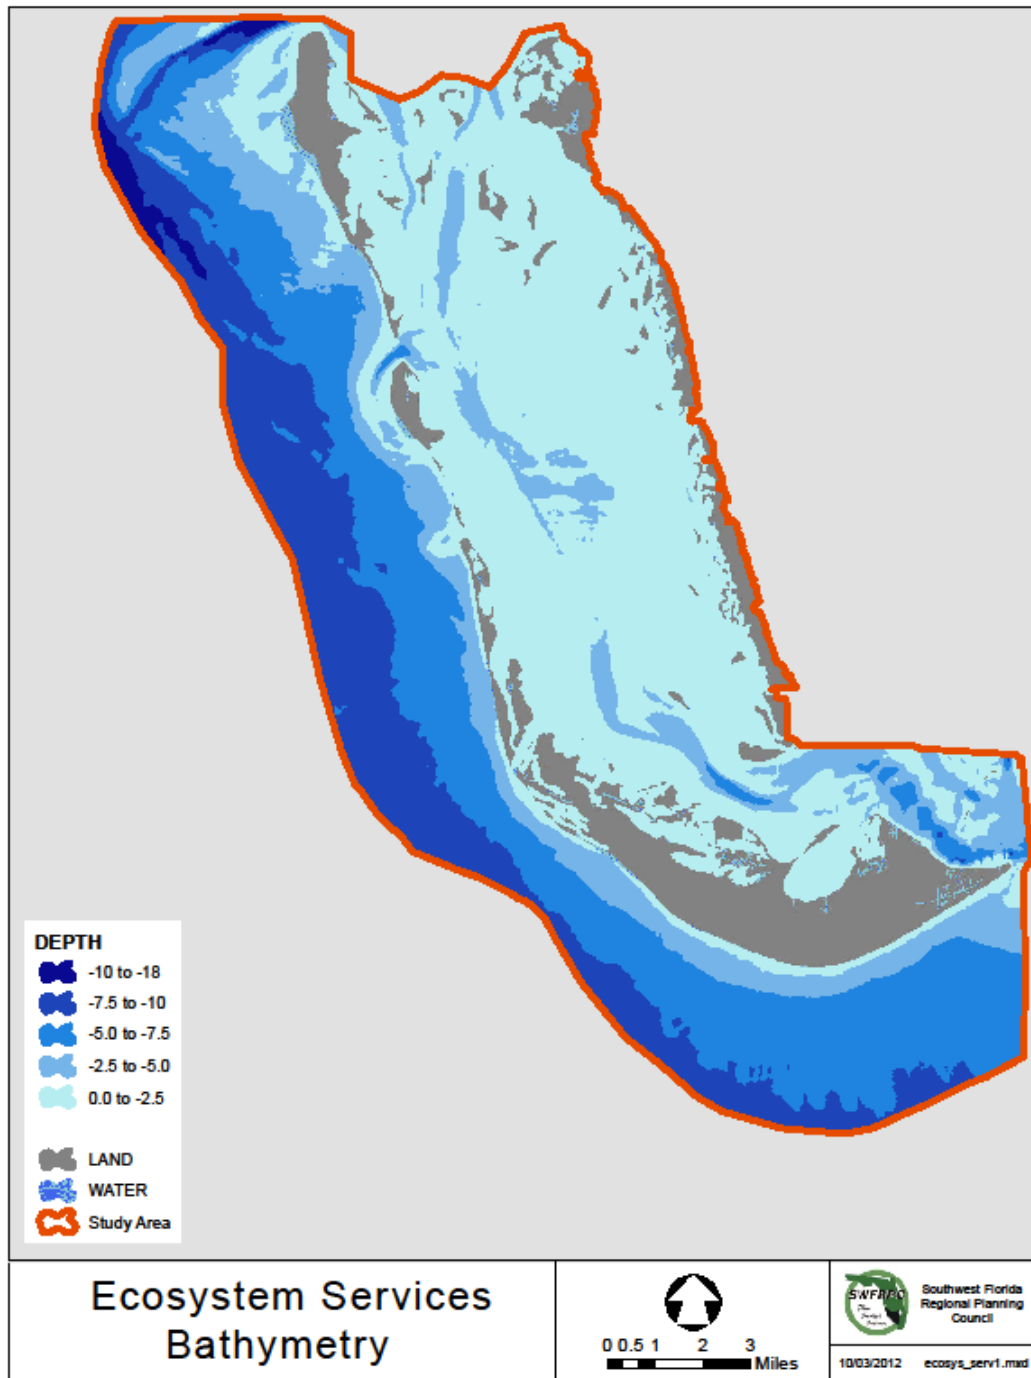 DEPTH
-10 to -18
-7.5 to -10
-5.0 to -7.5
-2.5 to -5.0
0.0 to -2.5
LAND
WATER
Study Area
Ecosystem Services
Bathymetry
0 0.5 1 2 3
Miles
SWFRPC
Southwest Florida
Regional Planning
Council
10/03/2012 ecosys_serv1.mxd